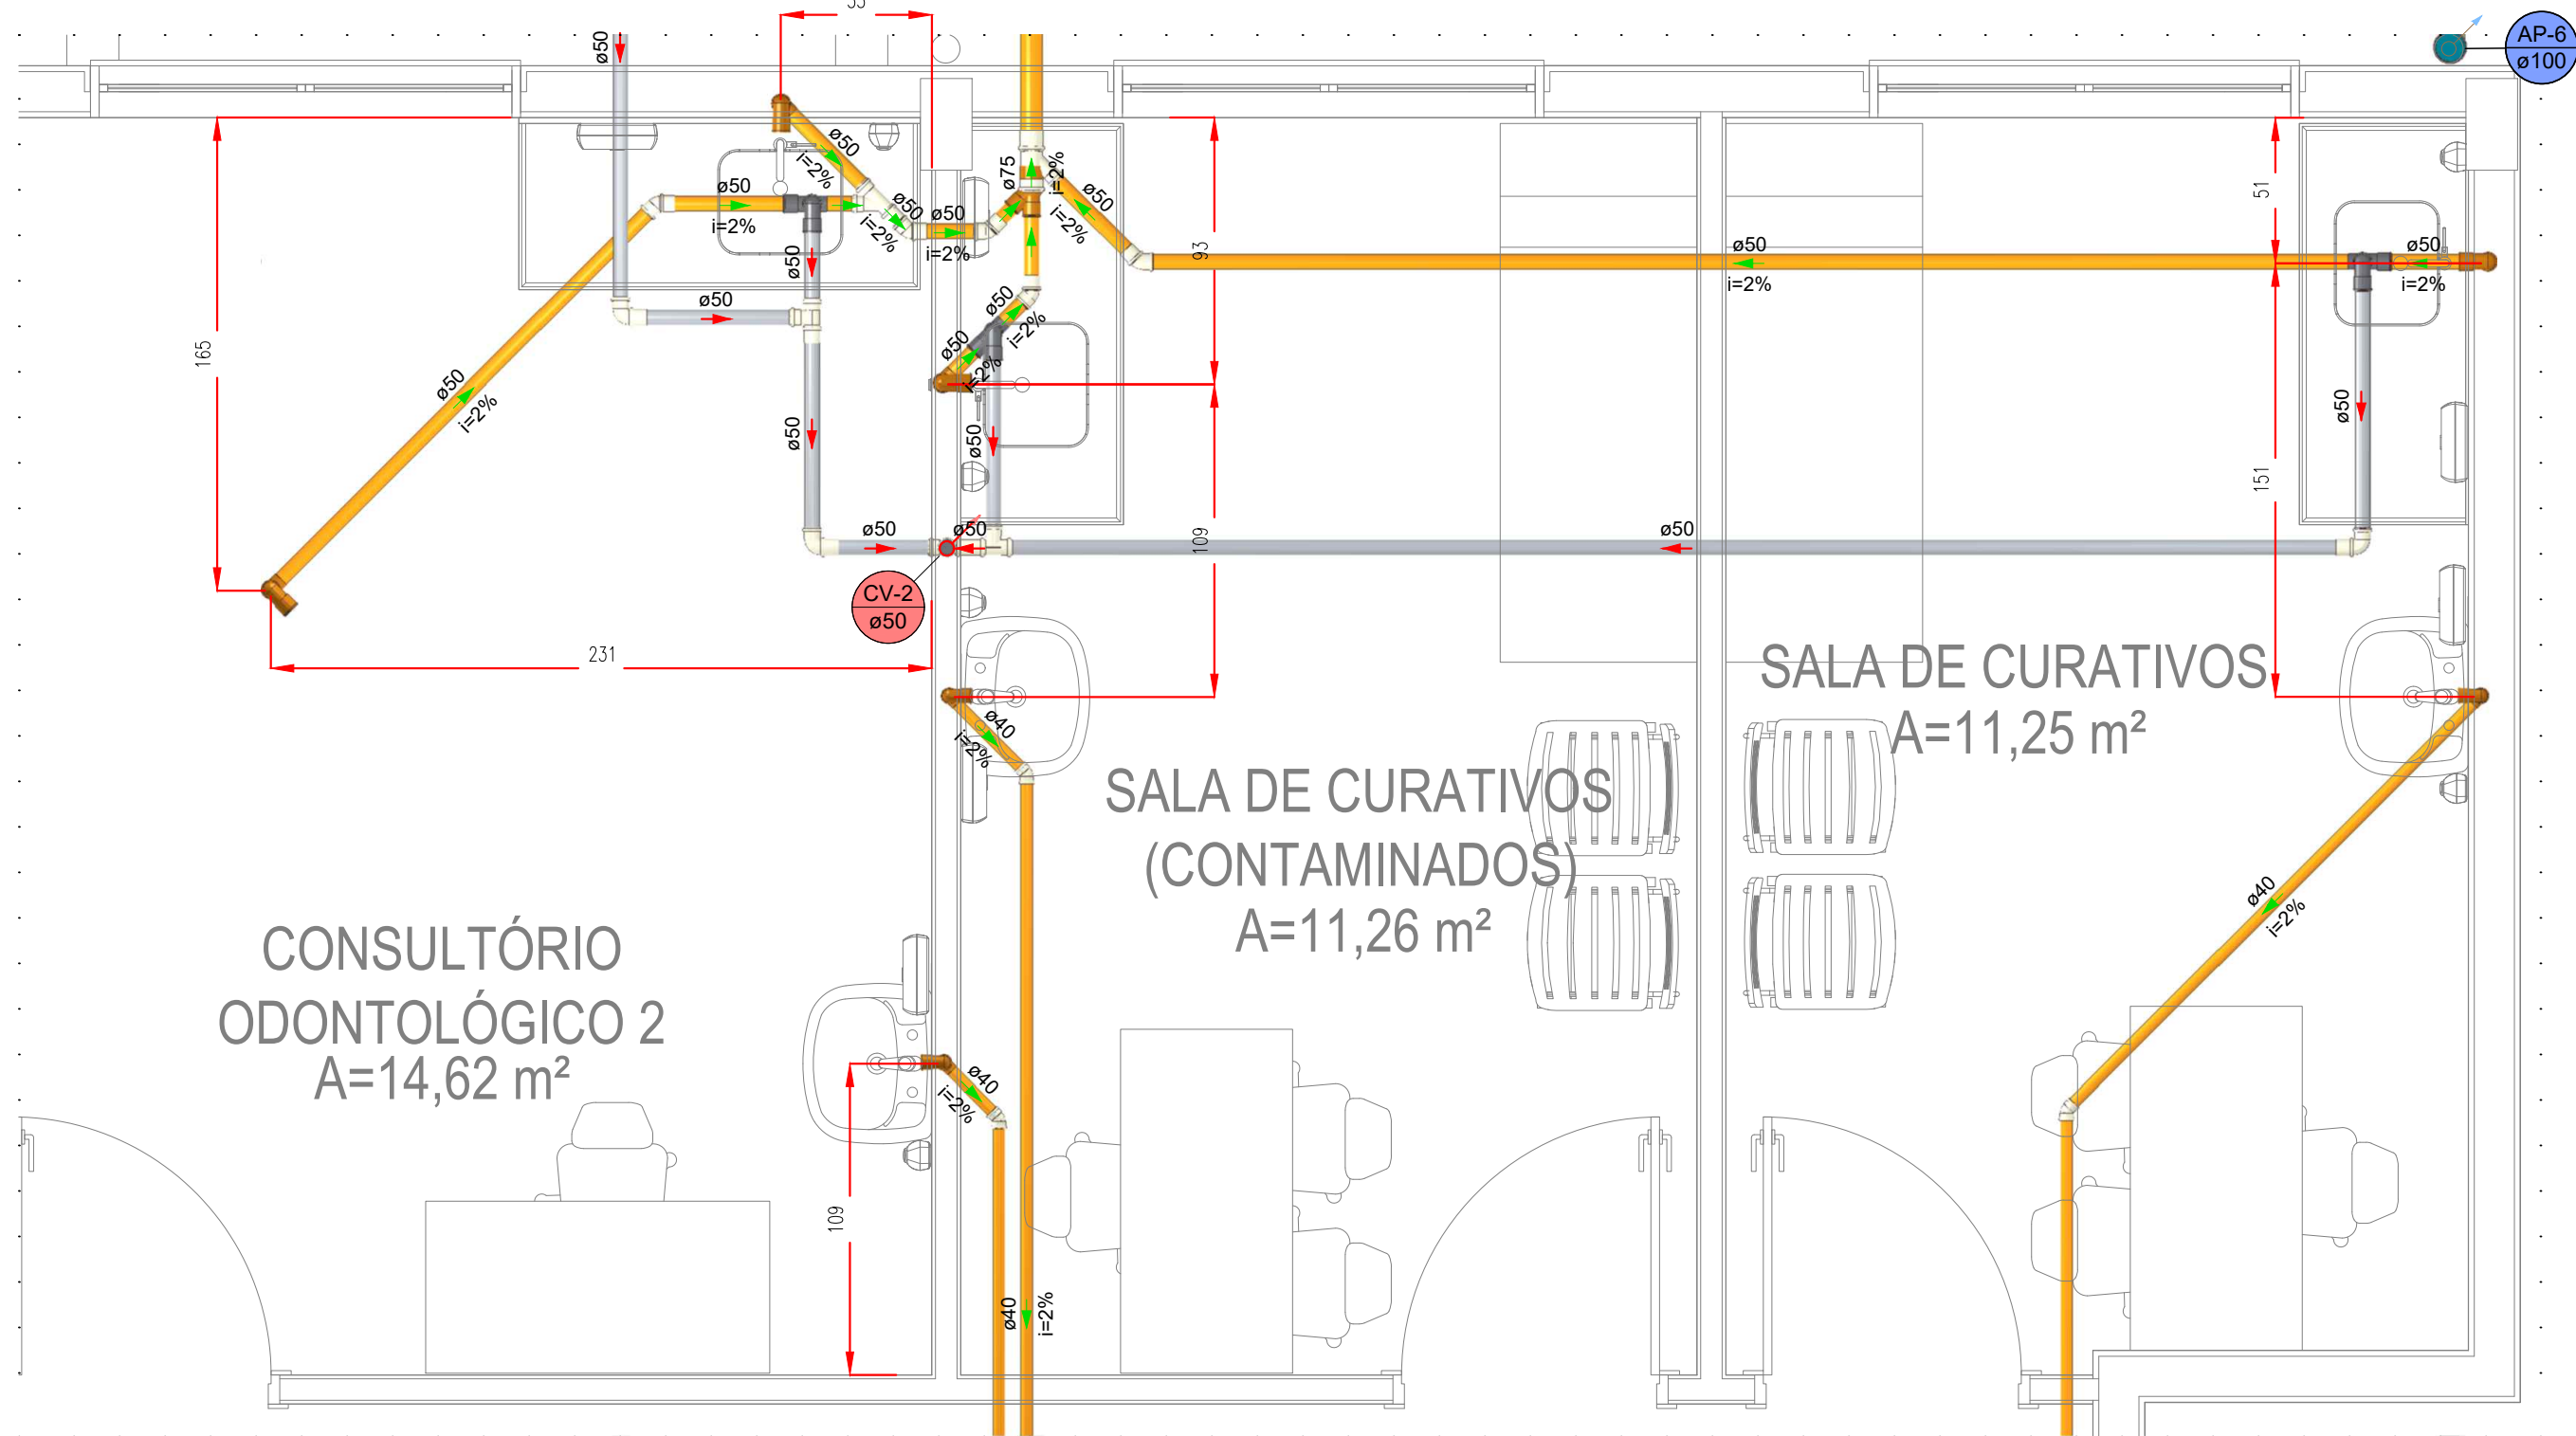 55
ø50
AP-6
ø100
ø50
i=2%
ø75
i=2%
ø50
i=2%
ø50
i=2%
ø50
i=2%
ø50
i=2%
51
93
ø50
i=2%
ø50
i=2%
ø50
ø50
ø50
i=2%
ø50
i=2%
165
ø50
i=2%
ø50
ø50
ø50
151
ø50
ø50
ø50
109
CV-2
ø50
231
SALA DE CURATIVOS
A=11,25 m²
ø40
i=2%
SALA DE CURATIVOS
(CONTAMINADOS)
A=11,26 m²
ø40
i=2%
CONSULTÓRIO
ODONTOLÓGICO 2
A=14,62 m²
ø40
i=2%
109
ø40
i=2%